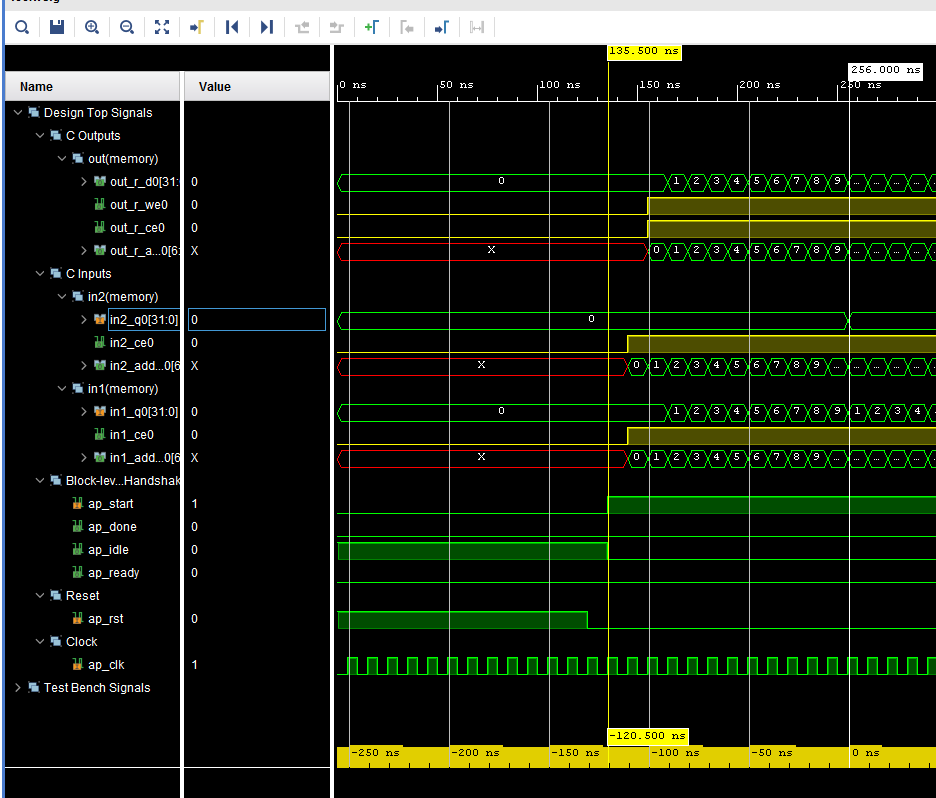 135.500 ns
256.000 ns
Name Value
0 ns 50 ns 100 ns 150 ns 200 ns 250 ns
Design Top Signals
C Outputs
out(memory)
out_r_d0[31: 0 0 1 2 3 4 5 6 7 8 9 ... ... ... ...
out_r_we0 0
out_r_ce0 0
out_r_a...0[6: X X 0 1 2 3 4 5 6 7 8 9 ... ... ... ...
C Inputs
in2(memory)
in2_q0[31:0] 0 0
in2_ce0 0
in2_add...0[6 X X 0 1 2 3 4 5 6 7 8 9 ... ... ... ... ...
in1(memory)
in1_q0[31:0] 0 0 1 2 3 4 5 6 7 8 9 1 2 3 4
in1_ce0 0
in1_add...0[6 X X 0 1 2 3 4 5 6 7 8 9 ... ... ... ... ...
Block-lev...Handshak
ap_start 1
ap_done 0
ap_idle 0
ap_ready 0
Reset
ap_rst 0
Clock
ap_clk 1
Test Bench Signals
-120.500 ns
-250 ns -200 ns -150 ns -100 ns -50 ns 0 ns